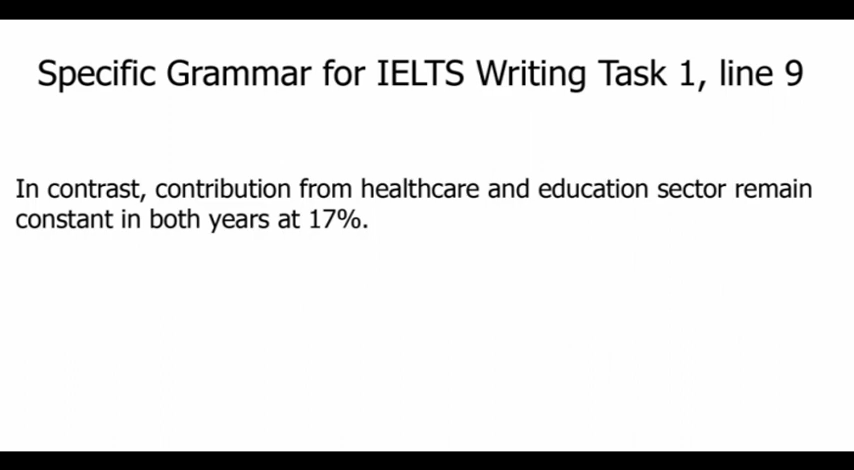 Specific Grammar for IELTS Writing Task 1, line 9
In contrast, contribution from healthcare and education sector remain
constant in both years at 17%.